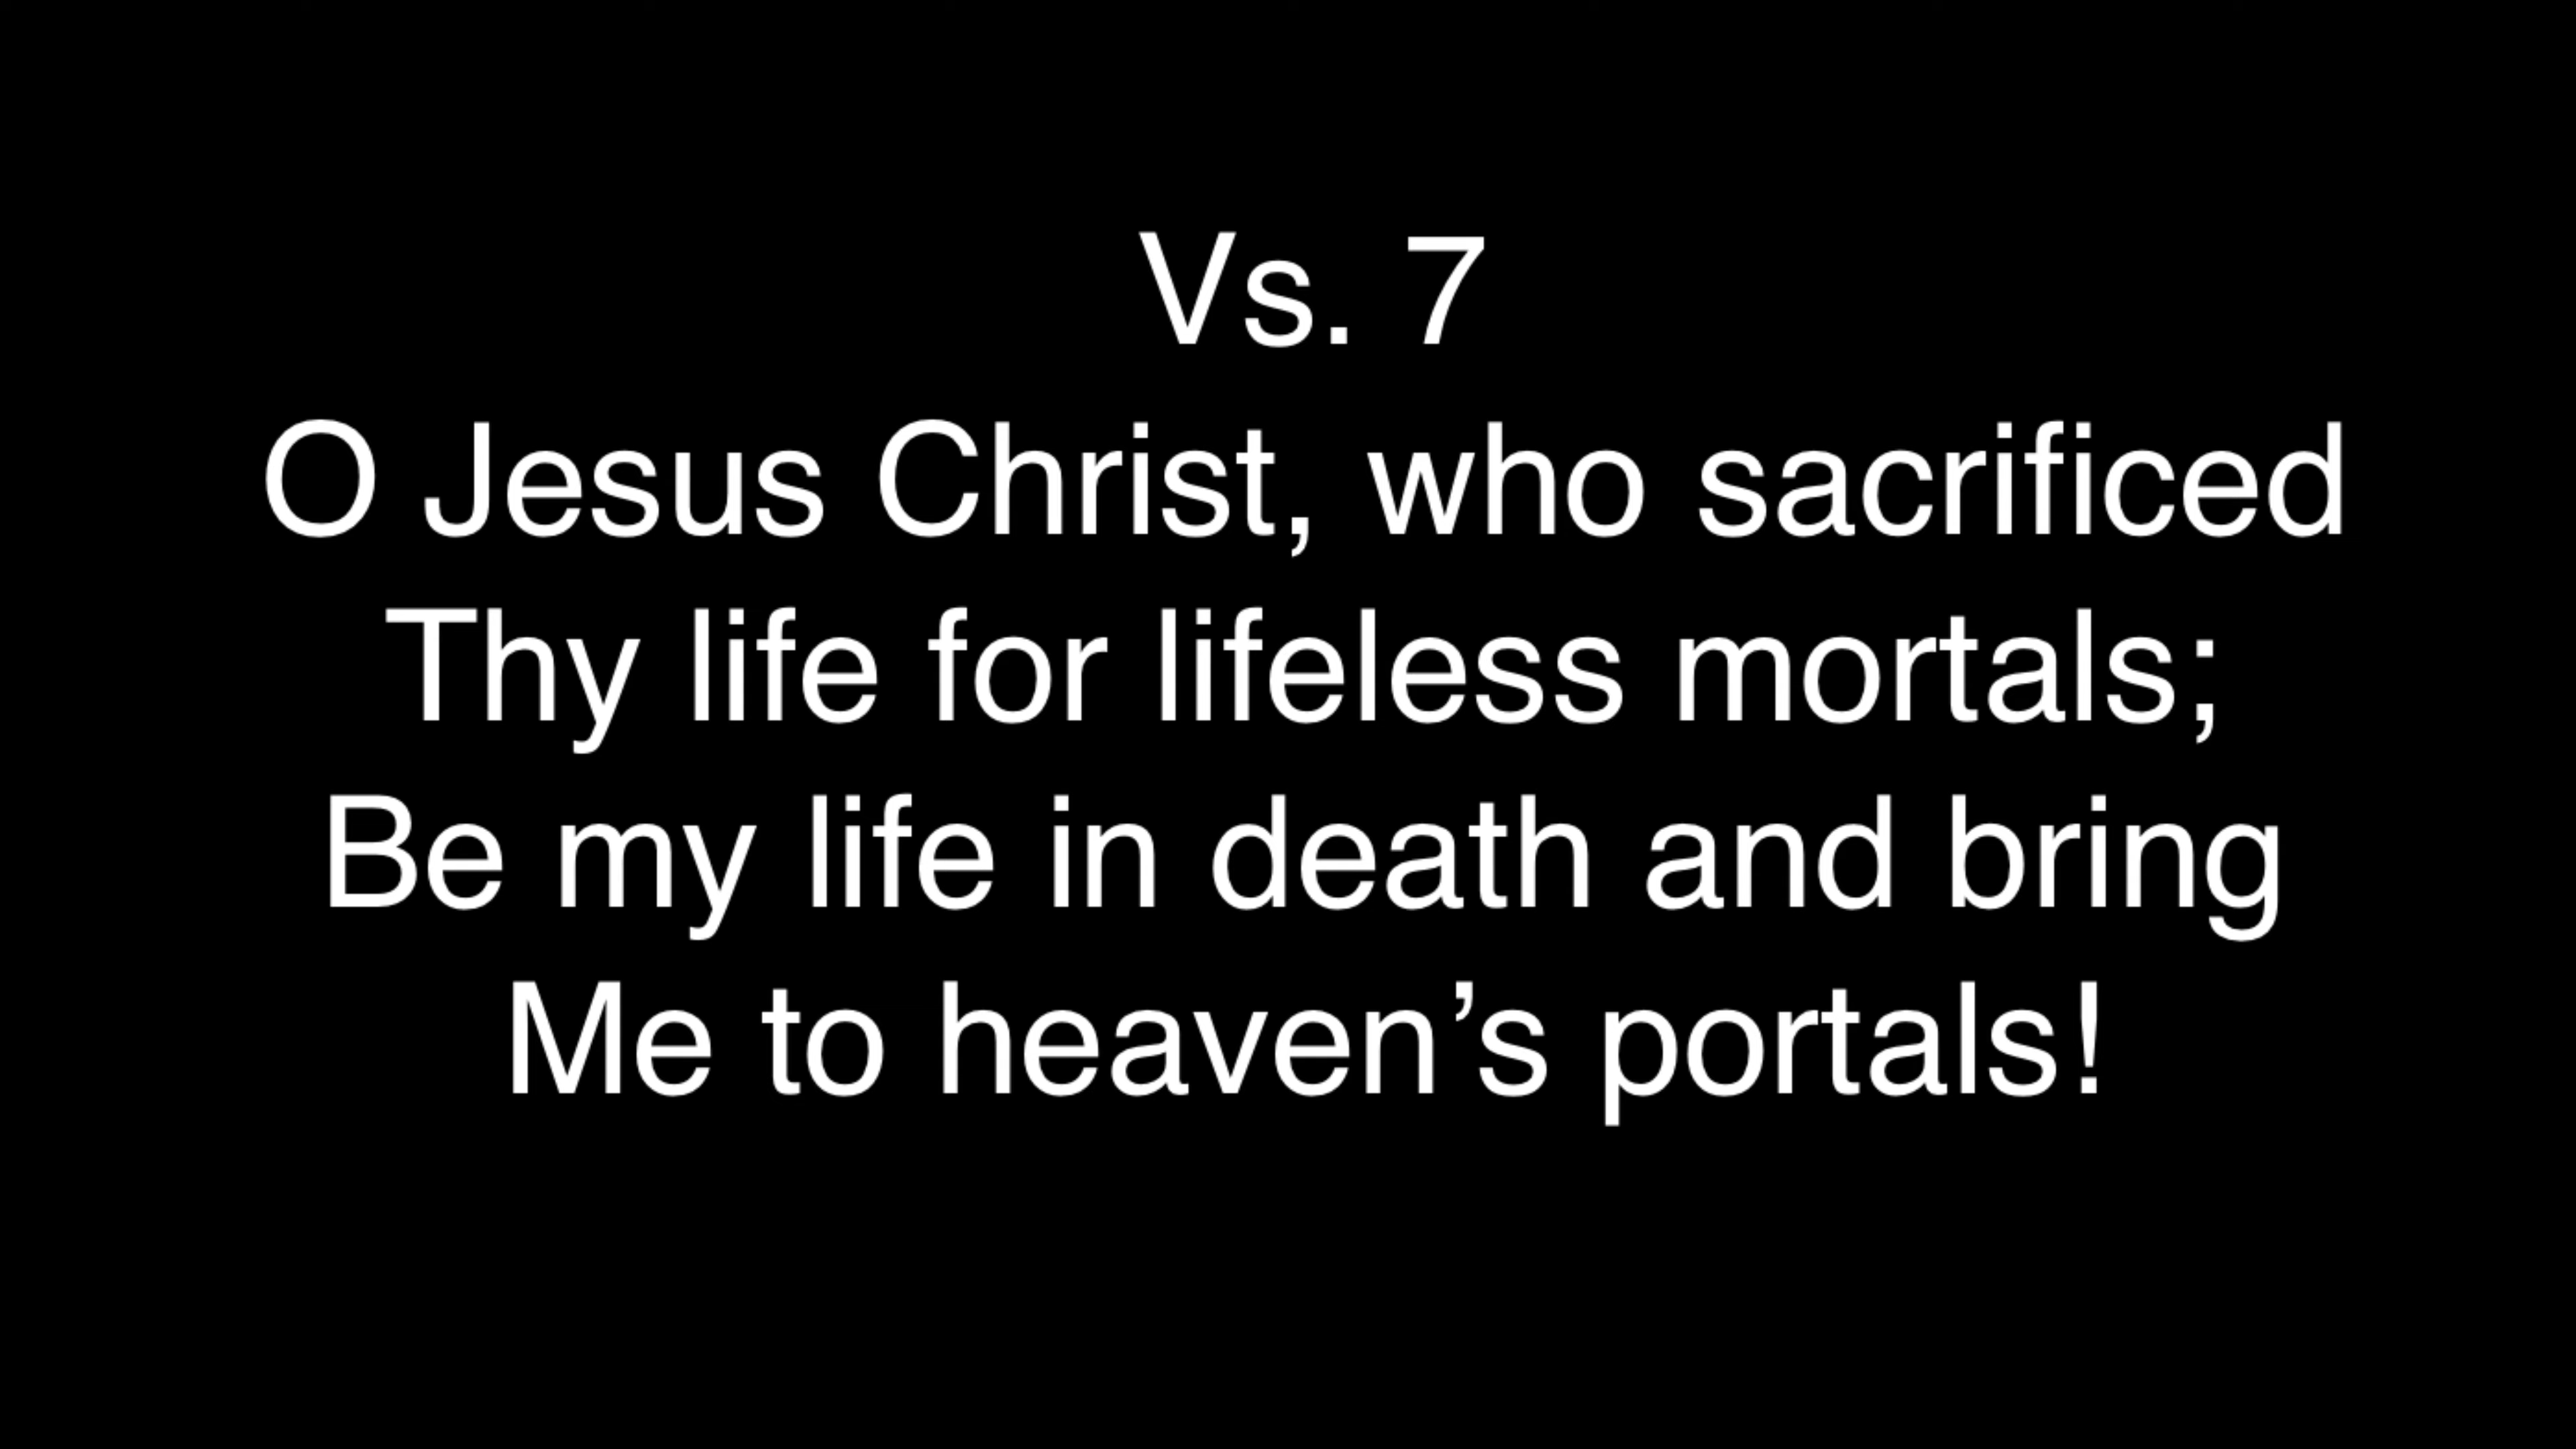 Vs. 7
O Jesus Christ, who sacrificed
Thy life for lifeless mortals;
Be my life in death and bring
Me to heaven’s portals!